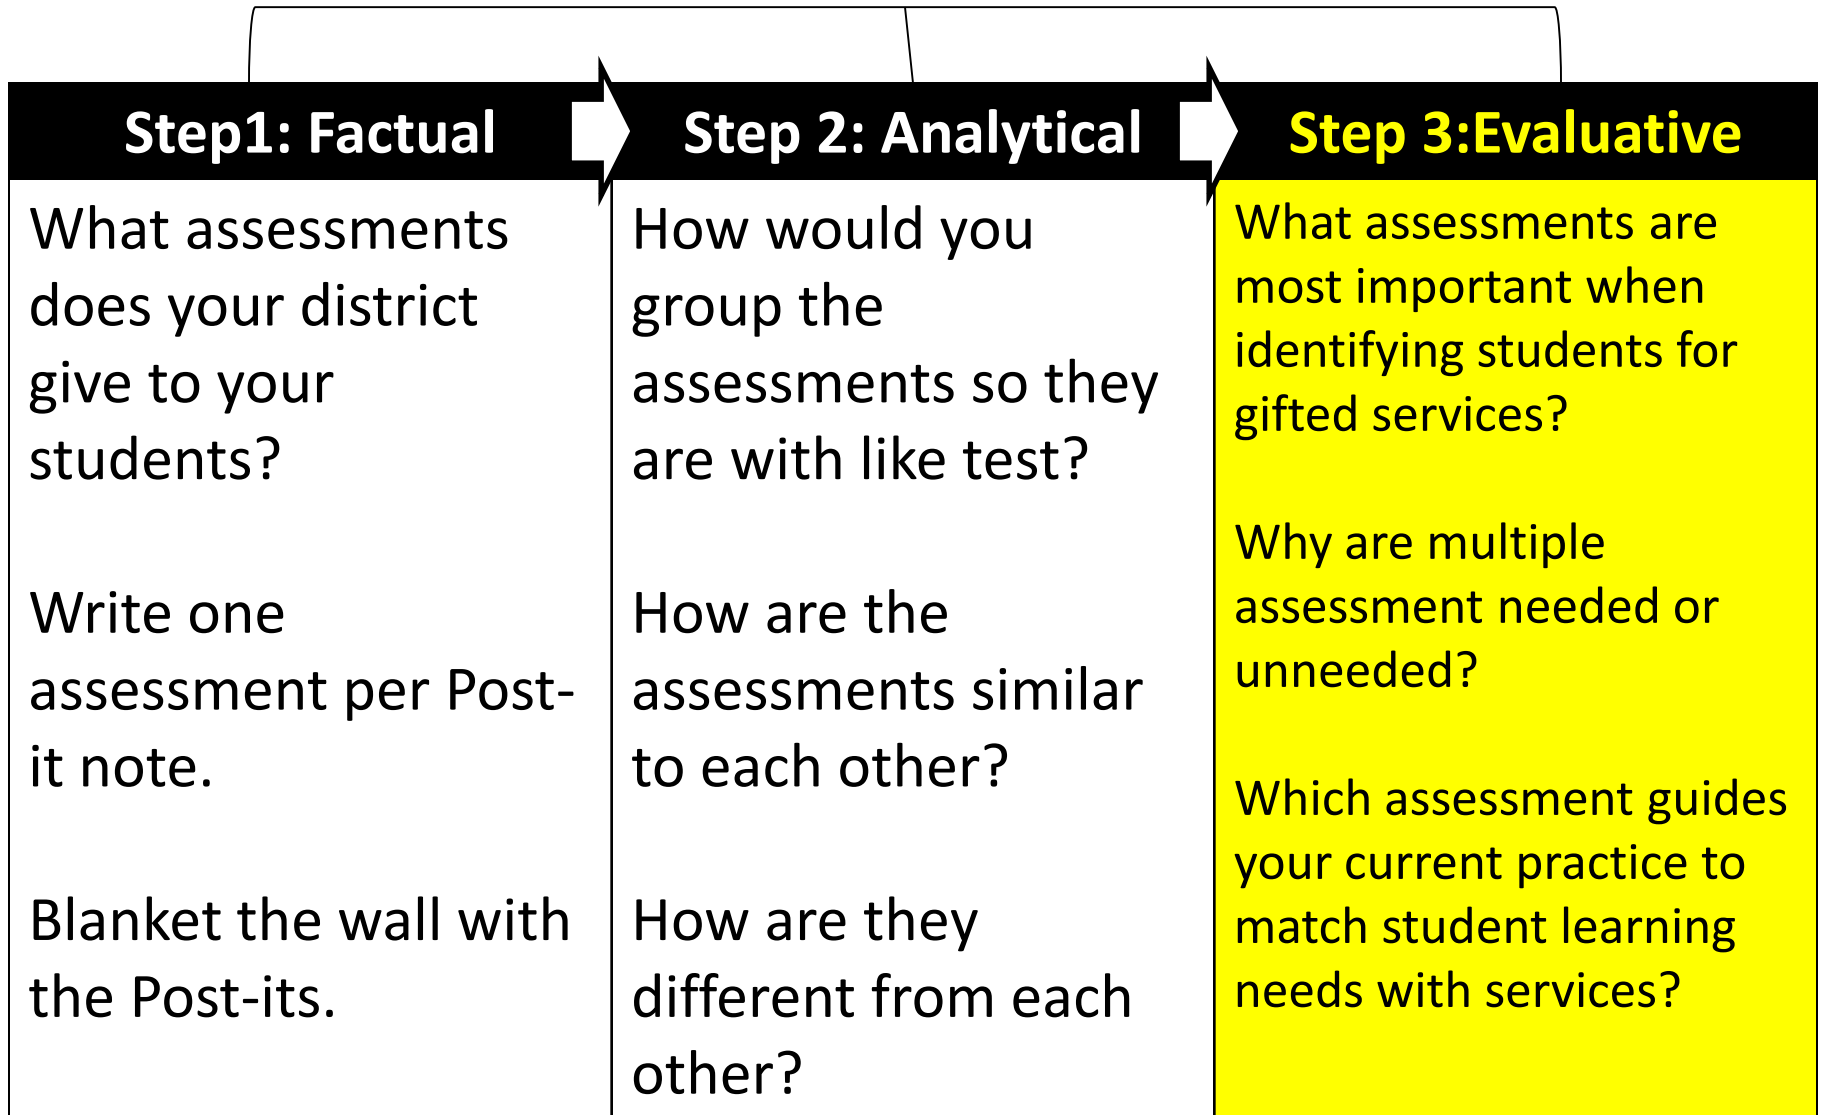 Step1: Factual
Step 2: Analytical
Step 3:Evaluative
What assessments
does your district
give to your
students?
Write one
assessment per Post-
it note.
Blanket the wall with
the Post-its.
How would you
group the
assessments so they
are with like test?
How are the
assessments similar
to each other?
How are they
different from each
other?
What assessments are
most important when
identifying students for
gifted services?
Why are multiple
assessment needed or
unneeded?
Which assessment guides
your current practice to
match student learning
needs with services?